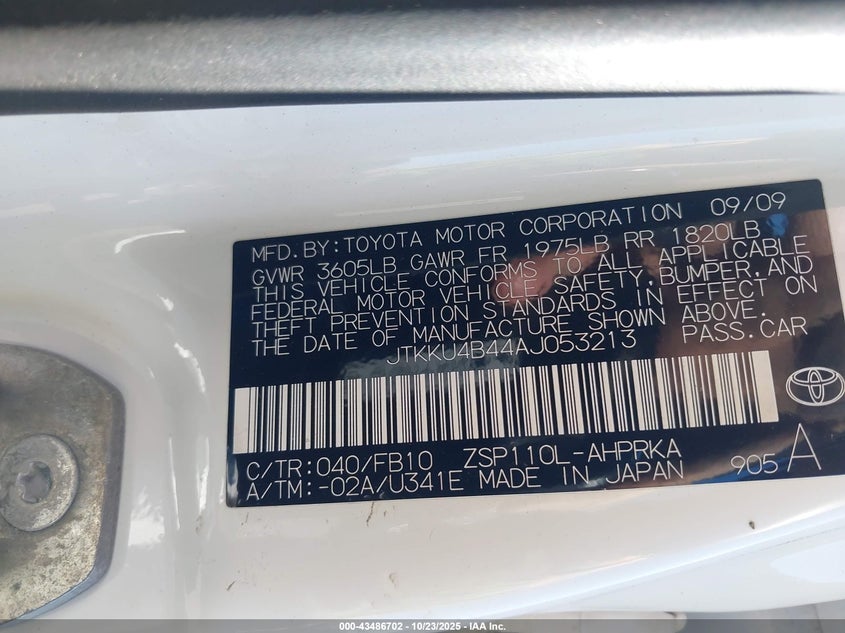 MFD. BY: TOYOTA MOTOR CORPORATION 09/09
GVWR 3605LB GAWR FR 1975LB RR 1820LB
THIS VEHICLE CONFORMS TO ALL APPLICABLE
FEDERAL MOTOR VEHICLE SAFETY, BUMPER, AND
THEFT PREVENTION STANDARDS IN EFFECT ON
THE DATE OF MANUFACTURE SHOWN ABOVE.
JTKKU4B44AJ053213 PASS. CAR
C/TR: 040/FB10 ZSP110L-AHPRKA
A/TM: -02A/U341E MADE IN JAPAN 905 A
000-43486702 | 10/23/2025 | © IAA Inc.